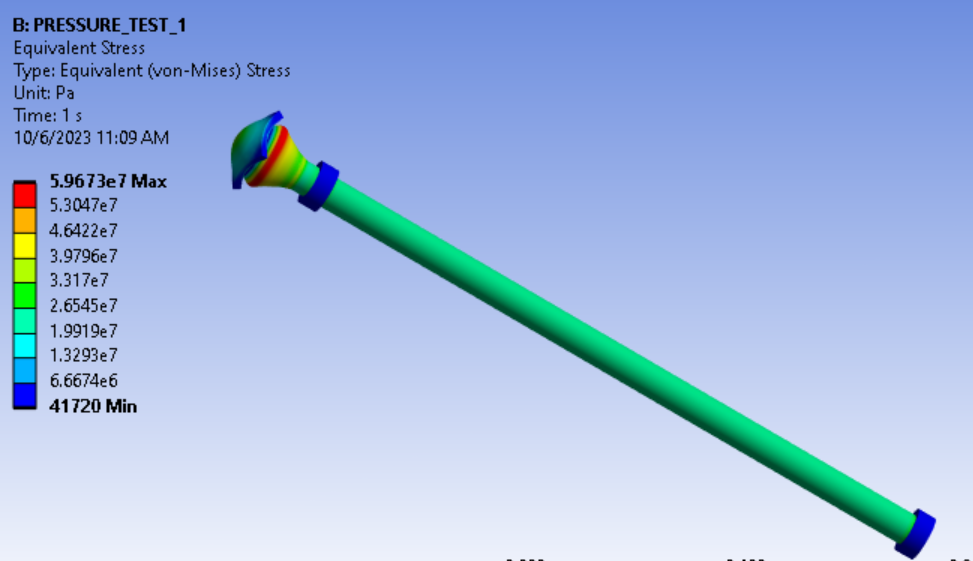 B: PRESSURE_TEST_1
Equivalent Stress
Type: Equivalent (von-Mises) Stress
Unit: Pa
Time: 1 s
10/6/2023 11:09 AM
5.9673e7 Max
5.3047e7
4.6422e7
3.9796e7
3.317e7
2.6545e7
1.9919e7
1.3293e7
6.6674e6
41720 Min